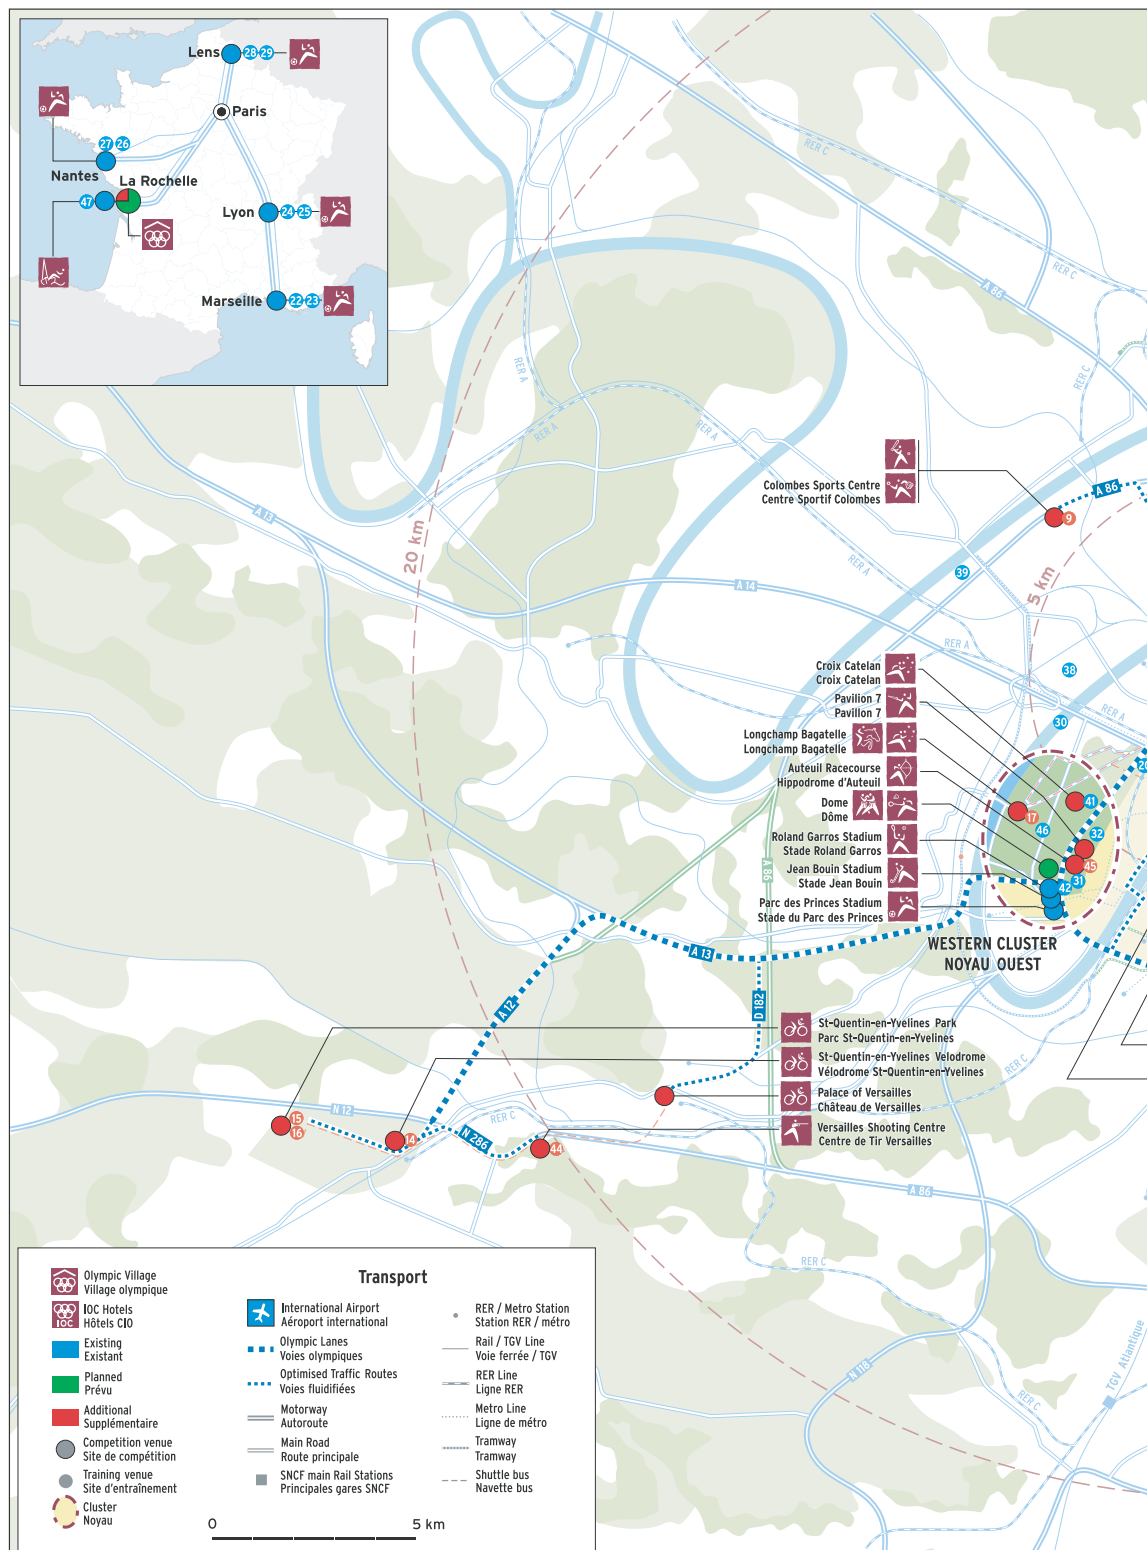 Lens
28 29
Paris
27 26
Nantes
La Rochelle
47
Lyon
24 25
Marseille
22 23
RER C
RER C
A 86
RER C
RER A
RER A
RER A
A 13
20 km
Colombes Sports Centre
Centre Sportif Colombes
A 86
9
39
5 km
A 14
RER A
RER A
38
RER A
30
Croix Catelan
Croix Catelan
Pavilion 7
Pavillon 7
Longchamp Bagatelle
Longchamp Bagatelle
Auteuil Racecourse
Hippodrome d'Auteuil
Dome
Dôme
Roland Garros Stadium
Stade Roland Garros
Jean Bouin Stadium
Stade Jean Bouin
Parc des Princes Stadium
Stade du Parc des Princes
41
17
46
32
45
31
42
A 86
WESTERN CLUSTER
NOYAU OUEST
A 13
A 12
D 182
St-Quentin-en-Yvelines Park
Parc St-Quentin-en-Yvelines
St-Quentin-en-Yvelines Velodrome
Vélodrome St-Quentin-en-Yvelines
Palace of Versailles
Château de Versailles
Versailles Shooting Centre
Centre de Tir Versailles
RER C
N 12
15
16
14
RER C
N 286
44
A 86
RER C
N 118
RER C
TGV Atlantique
Olympic Village
Village olympique
IOC
IOC Hotels
Hôtels CIO
Existing
Existant
Planned
Prévu
Additional
Supplémentaire
Competition venue
Site de compétition
Training venue
Site d'entraînement
Cluster
Noyau
Transport
International Airport
Aéroport international
Olympic Lanes
Voies olympiques
Optimised Traffic Routes
Voies fluidifiées
Motorway
Autoroute
Main Road
Route principale
SNCF main Rail Stations
Principales gares SNCF
RER / Metro Station
Station RER / métro
Rail / TGV Line
Voie ferrée / TGV
RER Line
Ligne RER
Metro Line
Ligne de métro
Tramway
Tramway
Shuttle bus
Navette bus
0 5 km